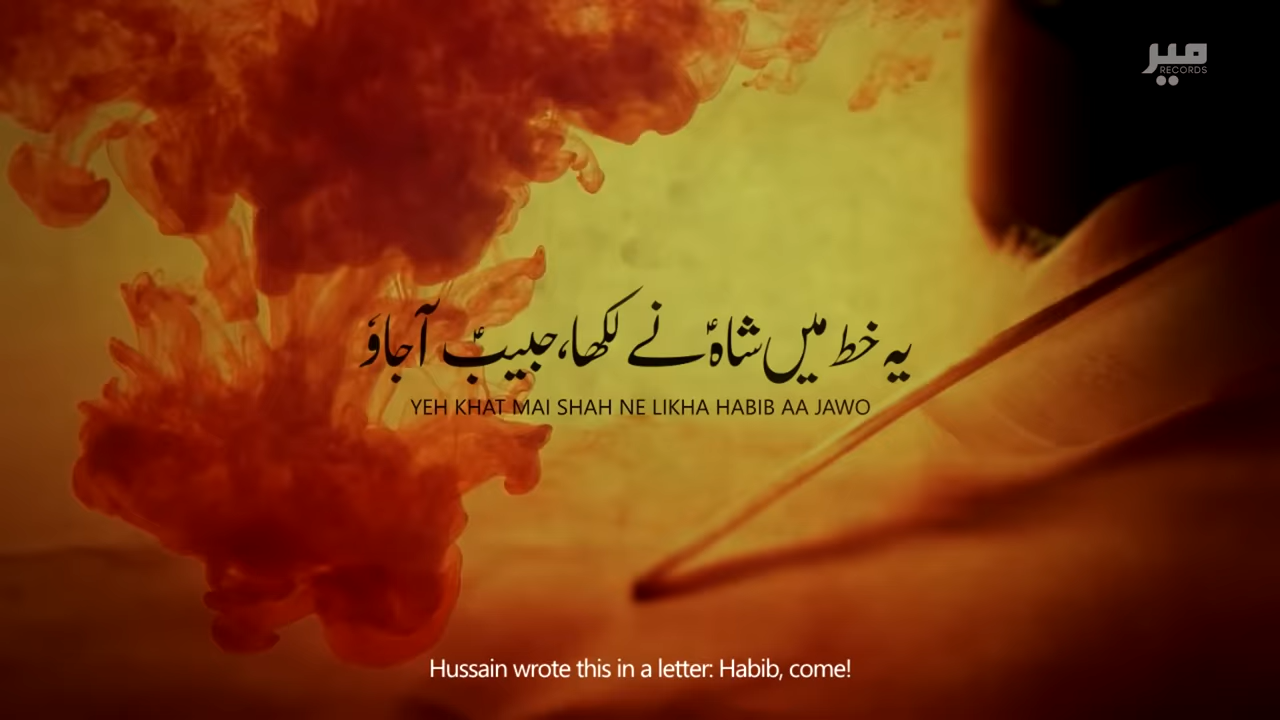 میر
RECORDS
یہ خط میں شاہؑ نے لکھا، حبیبؑ آجاؤ
YEH KHAT MAI SHAH NE LIKHA HABIB AA JAWO
Hussain wrote this in a letter: Habib, come!